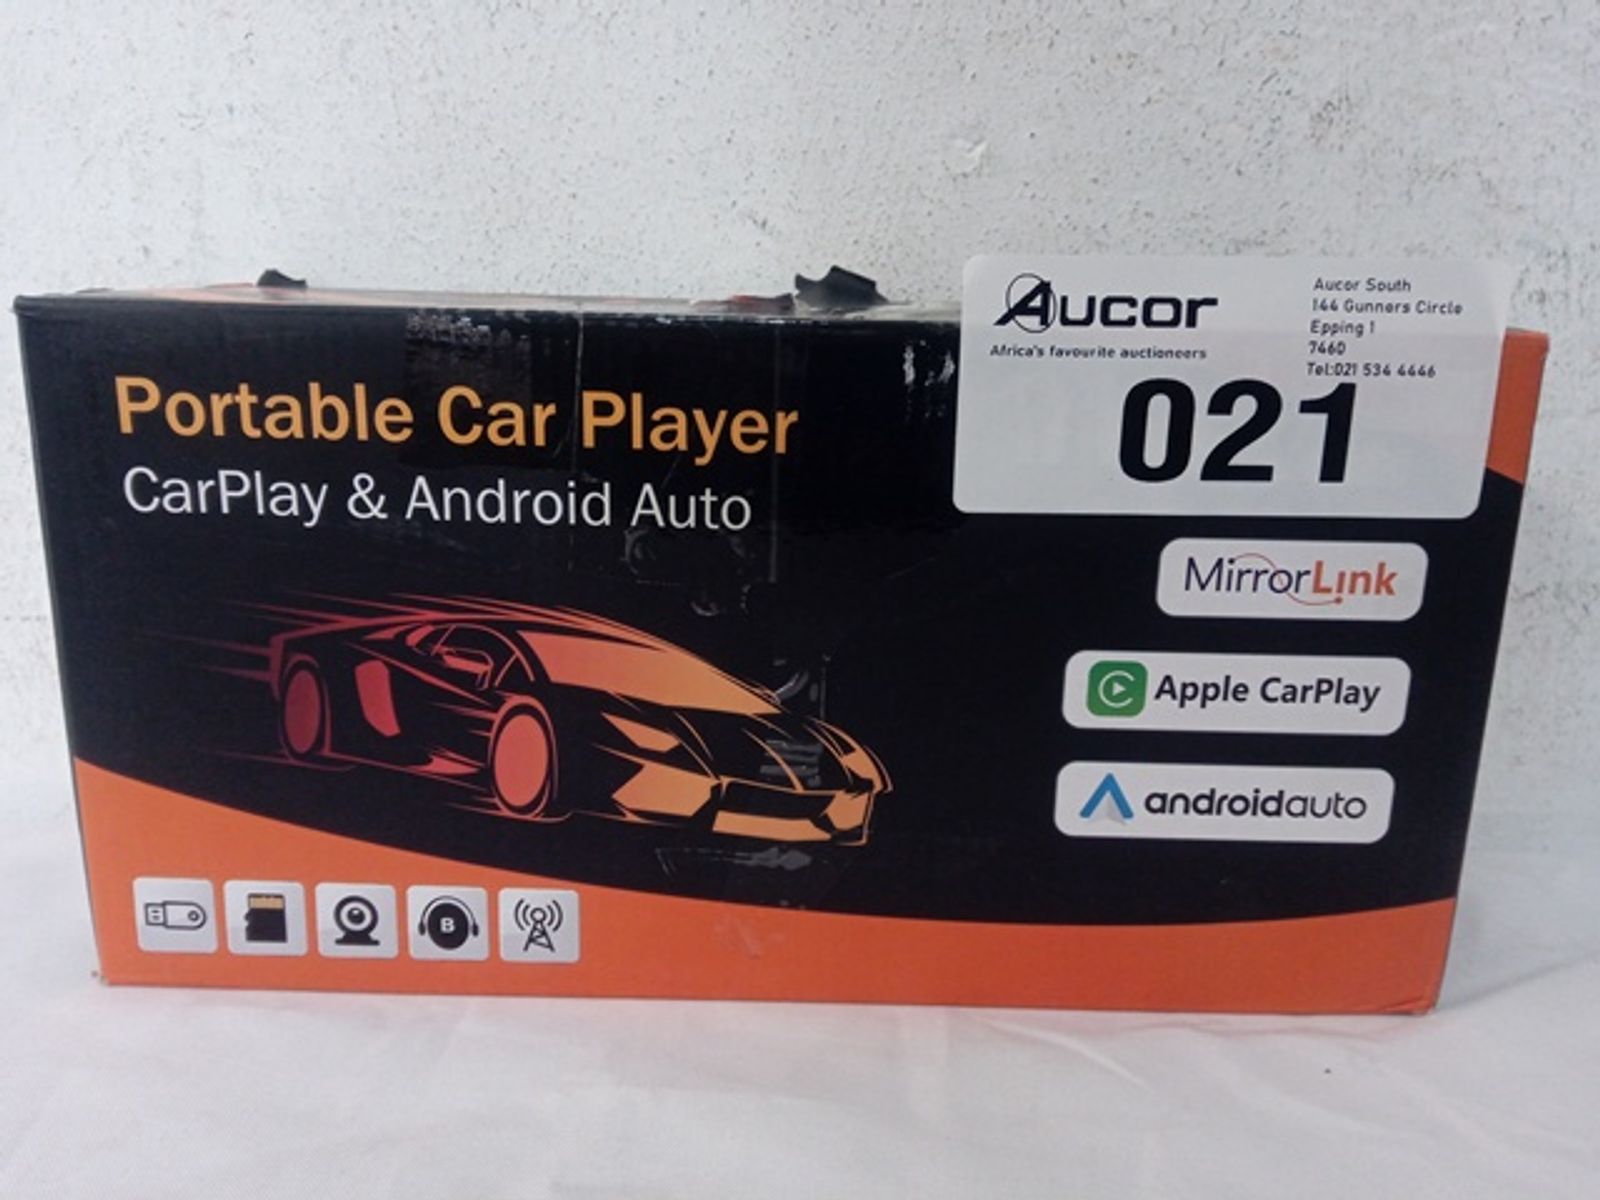 Portable Car Player
CarPlay & Android Auto
Aucor
Africa's favourite auctioneers
Aucor South
144 Gunners Circle
Epping 1
7460
Tel:021 534 4446
021
MirrorLink
Apple CarPlay
androidauto
B